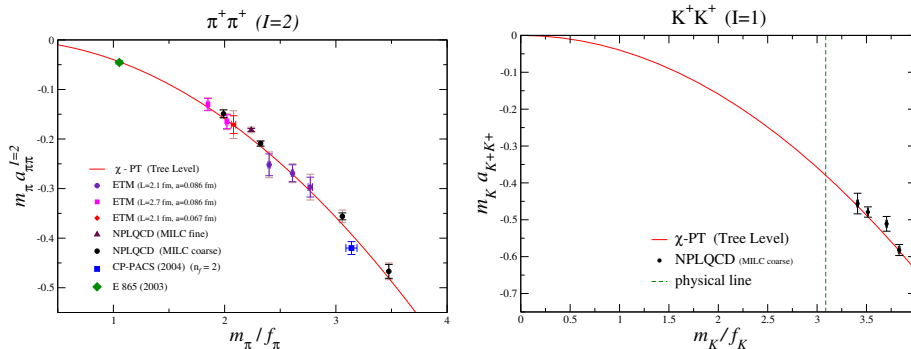 π⁺π⁺ (I=2)
0
-0.1
-0.2
-0.3
-0.4
-0.5
m_π a_ππ^{I=2}
χ - PT (Tree Level)
ETM (L=2.1 fm, a=0.086 fm)
ETM (L=2.7 fm, a=0.086 fm)
ETM (L=2.1 fm, a=0.067 fm)
NPLQCD (MILC fine)
NPLQCD (MILC coarse)
CP-PACS (2004) (n_f = 2)
E 865 (2003)
1 2 3 4
m_π / f_π
K⁺K⁺ (I=1)
0
-0.1
-0.2
-0.3
-0.4
-0.5
-0.6
-0.7
m_K a_{K+K+}
χ-PT (Tree Level)
NPLQCD (MILC coarse)
physical line
0 0.5 1 1.5 2 2.5 3 3.5
m_K / f_K